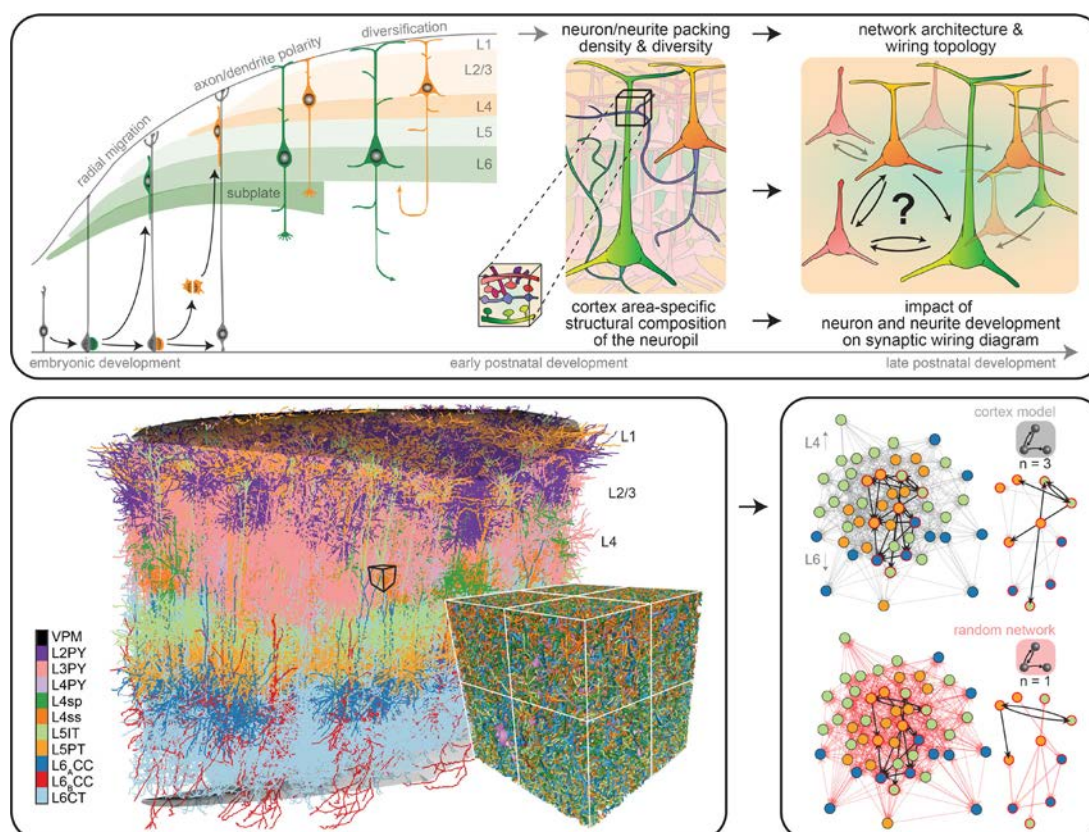 radial migration
axon/dendrite polarity
diversification
L1
L2/3
L4
L5
L6
subplate
neuron/neurite packing
density & diversity
network architecture &
wiring topology
?
cortex area-specific
structural composition
of the neuropil
impact of
neuron and neurite development
on synaptic wiring diagram
embryonic development
early postnatal development
late postnatal development
L1
L2/3
L4
VPM
L2PY
L3PY
L4PY
L4sp
L4ss
L5IT
L5PT
L6ACC
L6BCC
L6CT
cortex model
L4
n = 3
L6
random network
n = 1